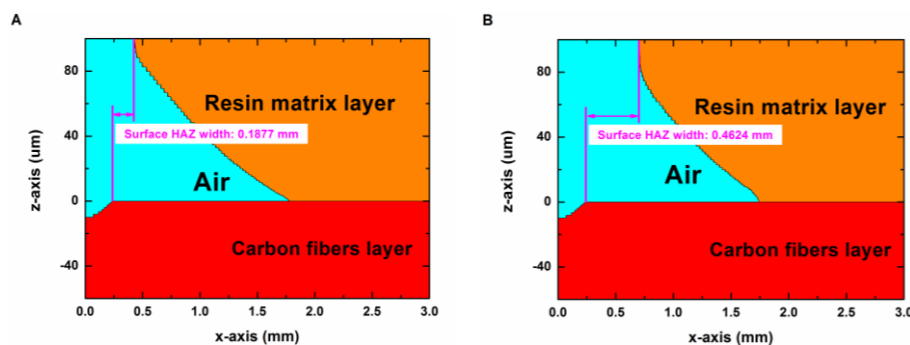 A
80
40
0
-40
z-axis (um)
Resin matrix layer
Surface HAZ width: 0.1877 mm
Air
Carbon fibers layer
0.0 0.5 1.0 1.5 2.0 2.5 3.0
x-axis (mm)
B
80
40
0
-40
z-axis (um)
Resin matrix layer
Surface HAZ width: 0.4624 mm
Air
Carbon fibers layer
0.0 0.5 1.0 1.5 2.0 2.5 3.0
x-axis (mm)